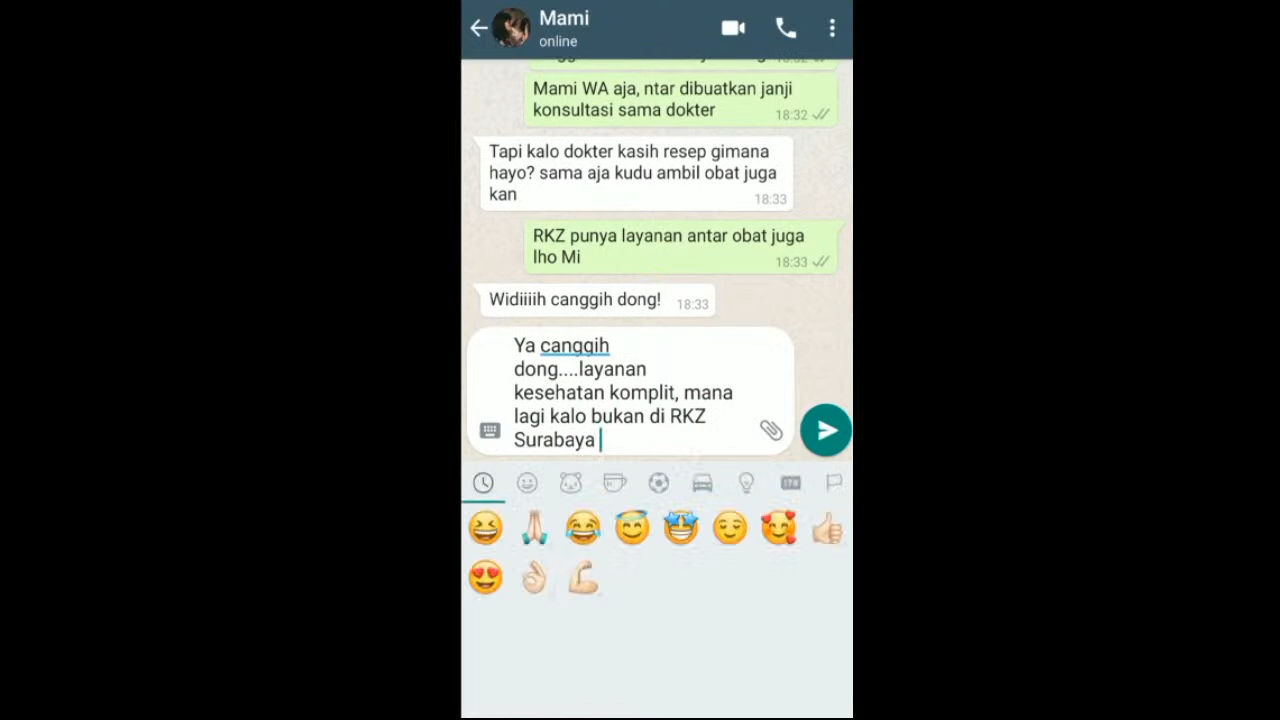 Mami
online
Mami WA aja, ntar dibuatkan janji
konsultasi sama dokter
18:32
Tapi kalo dokter kasih resep gimana
hayo? sama aja kudu ambil obat juga
kan
18:33
RKZ punya layanan antar obat juga
lho Mi
18:33
Widiiiih canggih dong! 18:33
Ya canggih
dong....layanan
kesehatan komplit, mana
lagi kalo bukan di RKZ
Surabaya